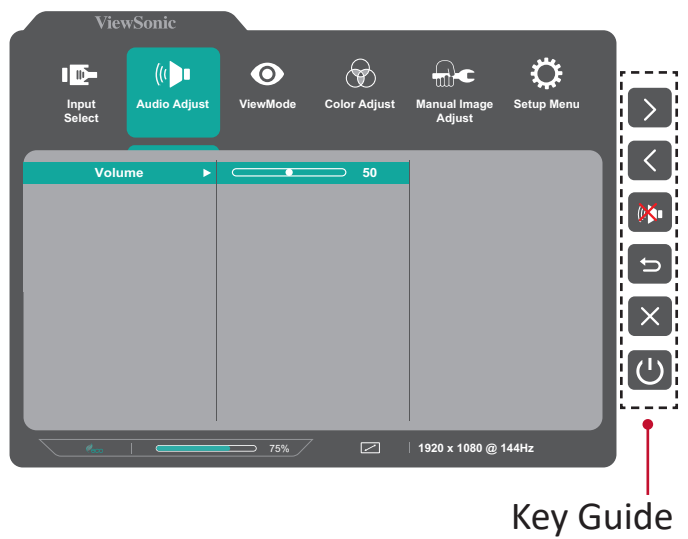 ViewSonic
Input
Select
Audio Adjust
ViewMode
Color Adjust
Manual Image
Adjust
Setup Menu
Volume
50
eco
75%
1920 x 1080 @ 144Hz
Key Guide